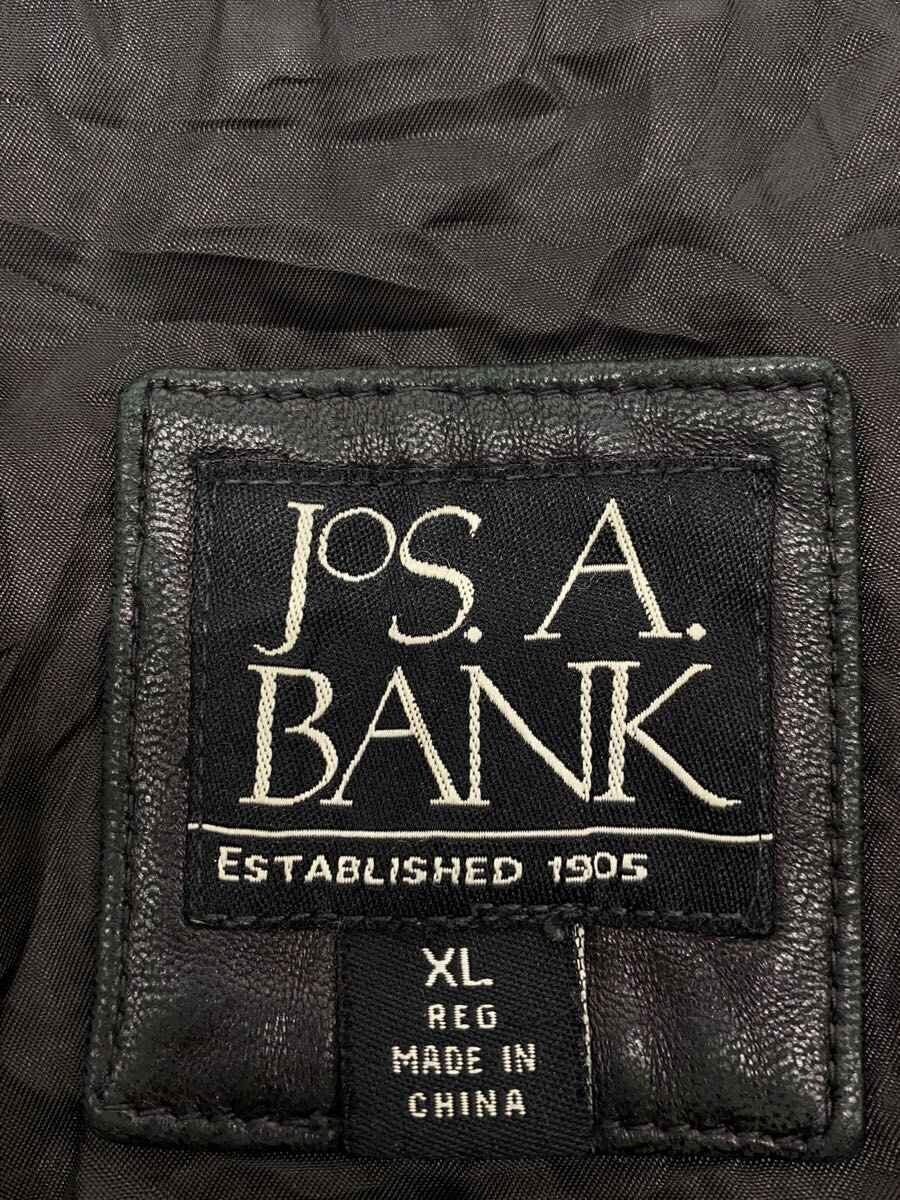 JOS. A.
BANK
ESTABLISHED 1905
XL
REG
MADE IN
CHINA